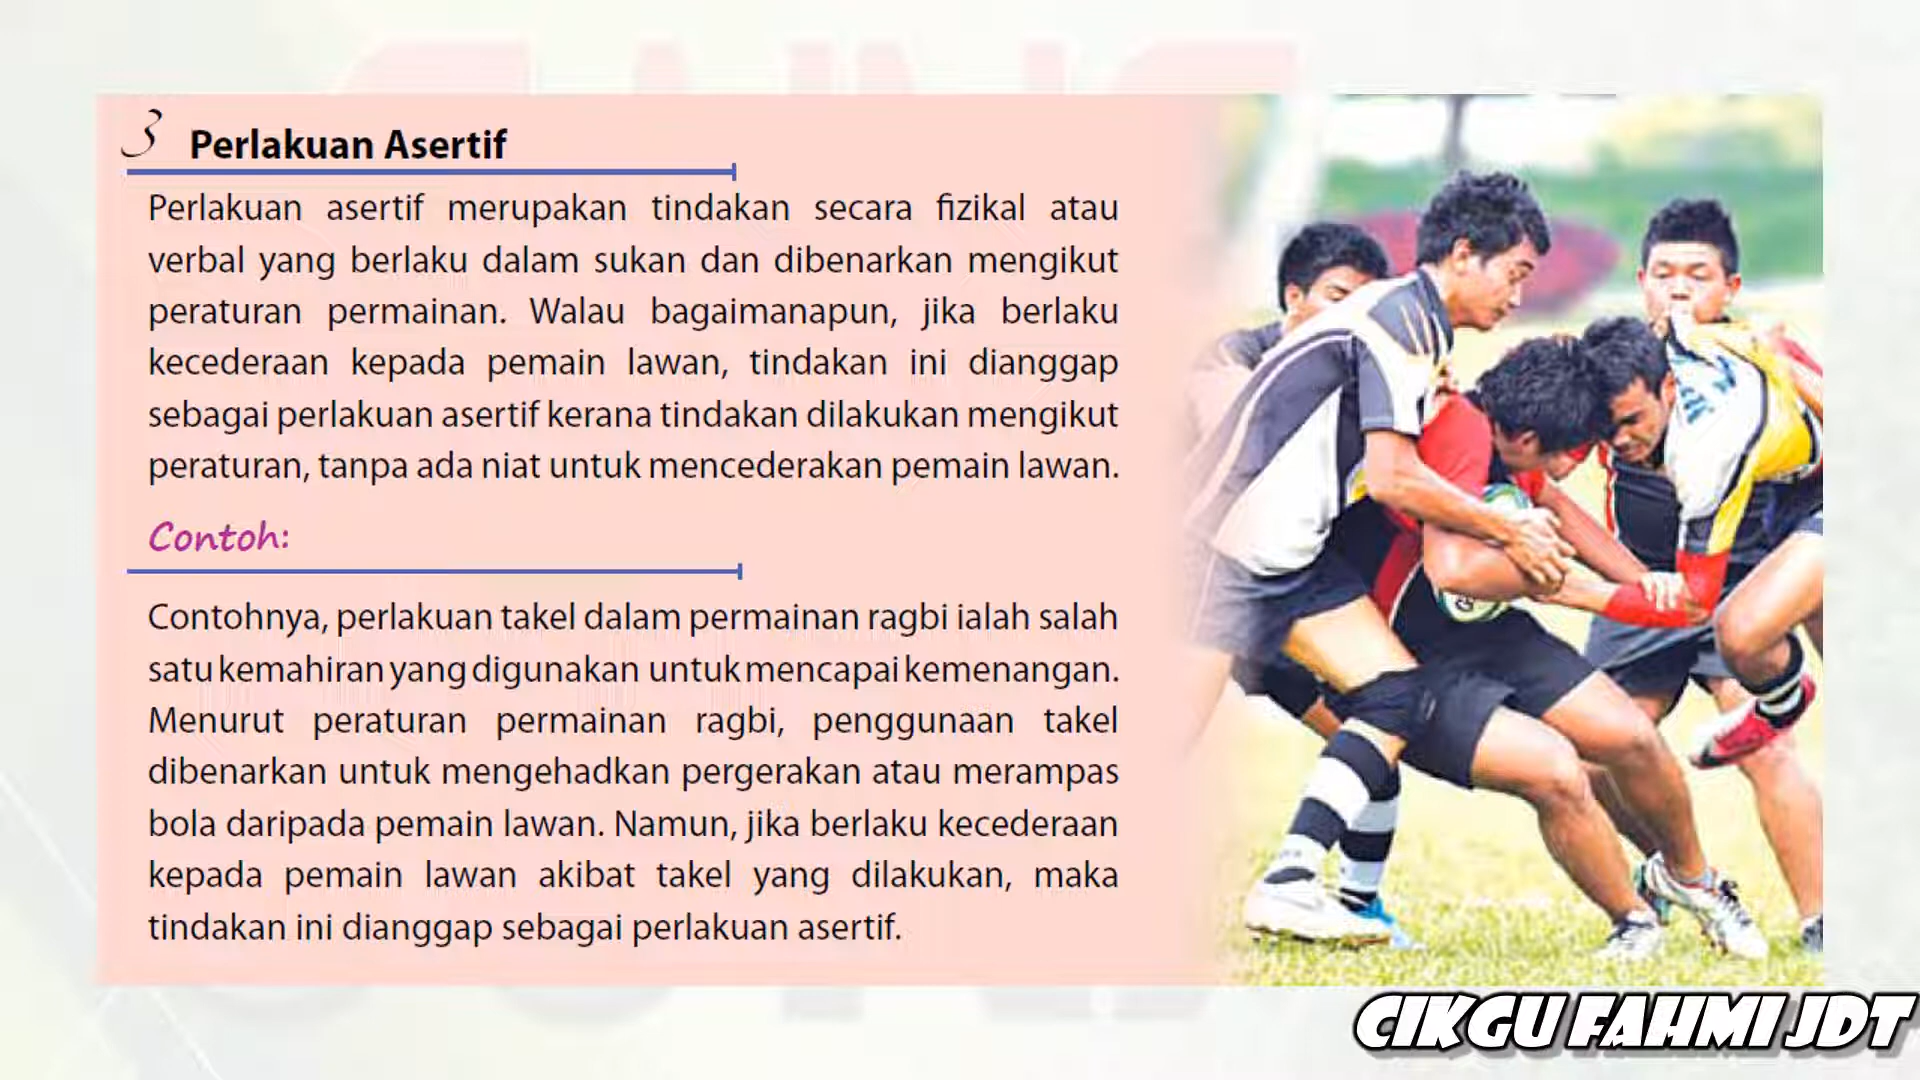 3 Perlakuan Asertif
Perlakuan asertif merupakan tindakan secara fizikal atau
verbal yang berlaku dalam sukan dan dibenarkan mengikut
peraturan permainan. Walau bagaimanapun, jika berlaku
kecederaan kepada pemain lawan, tindakan ini dianggap
sebagai perlakuan asertif kerana tindakan dilakukan mengikut
peraturan, tanpa ada niat untuk mencederakan pemain lawan.
Contoh:
Contohnya, perlakuan takel dalam permainan ragbi ialah salah
satu kemahiran yang digunakan untuk mencapai kemenangan.
Menurut peraturan permainan ragbi, penggunaan takel
dibenarkan untuk mengehadkan pergerakan atau merampas
bola daripada pemain lawan. Namun, jika berlaku kecederaan
kepada pemain lawan akibat takel yang dilakukan, maka
tindakan ini dianggap sebagai perlakuan asertif.
CIKGU FAHMI JDT